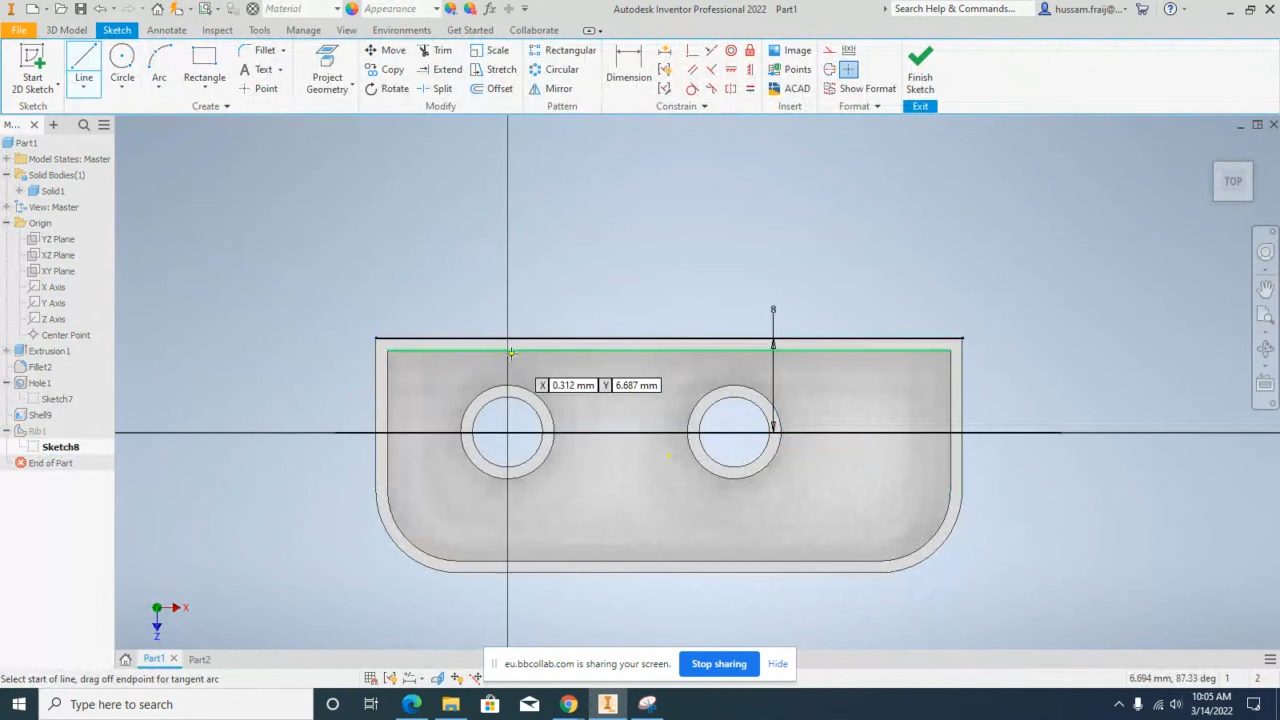 Material
Appearance
Autodesk Inventor Professional 2022 Part1
Search Help & Commands...
hussam.fraij@...
File
3D Model
Sketch
Annotate
Inspect
Tools
Manage
View
Environments
Get Started
Collaborate
Start
2D Sketch
Line
Circle
Arc
Rectangle
Fillet
Text
Point
Project
Geometry
Move
Copy
Rotate
Trim
Extend
Split
Scale
Stretch
Offset
Rectangular
Circular
Mirror
Dimension
Image
Points
ACAD
Show Format
Finish
Sketch
Sketch
Create
Modify
Pattern
Constrain
Insert
Format
Exit
M...
Part1
Model States: Master
Solid Bodies(1)
Solid1
View: Master
Origin
YZ Plane
XZ Plane
XY Plane
X Axis
Y Axis
Z Axis
Center Point
Extrusion1
Fillet2
Hole1
Sketch7
Shell9
Rib1
Sketch8
End of Part
TOP
8
X 0.312 mm Y 6.687 mm
X
Z
Part1
Part2
eu.bbcollab.com is sharing your screen.
Stop sharing
Hide
Select start of line, drag off endpoint for tangent arc
6.694 mm, 87.33 deg 1 2
Type here to search
10:05 AM
3/14/2022